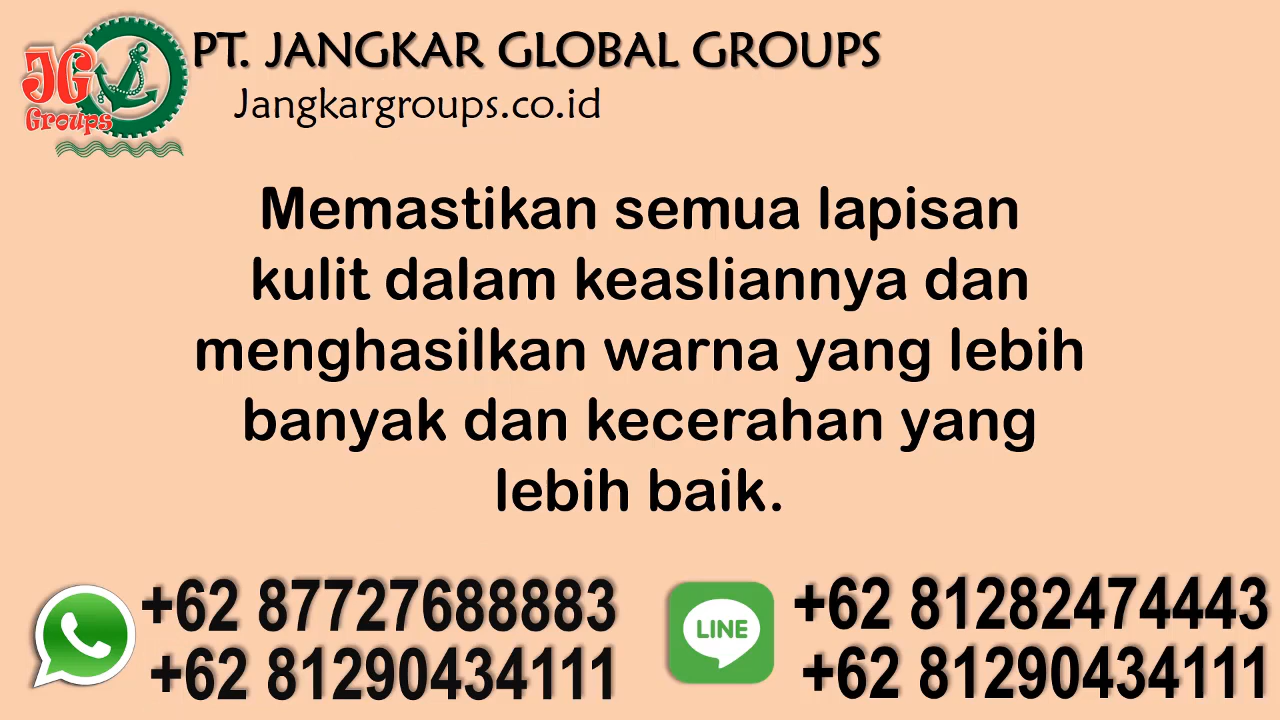 JG
Groups
PT. JANGKAR GLOBAL GROUPS
Jangkargroups.co.id
Memastikan semua lapisan
kulit dalam keasliannya dan
menghasilkan warna yang lebih
banyak dan kecerahan yang
lebih baik.
+62 87727688883
+62 81290434111
LINE
+62 81282474443
+62 81290434111